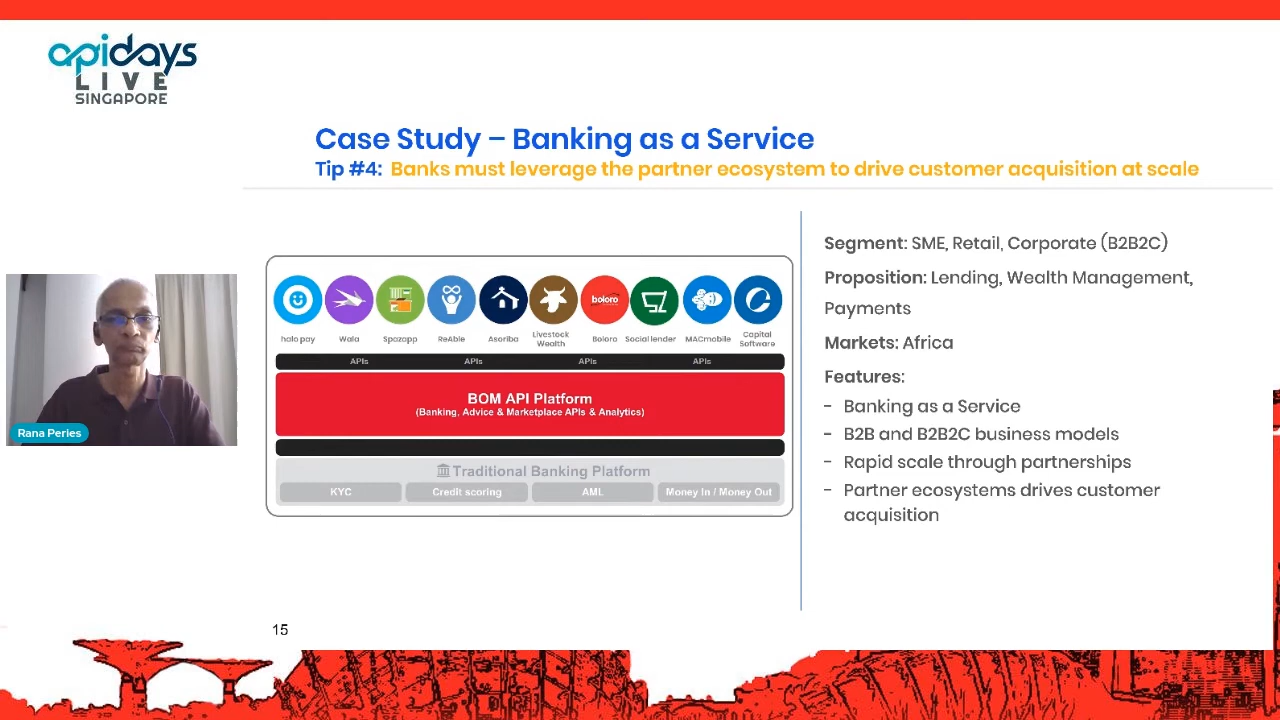 apidays
LIVE
SINGAPORE
Case Study – Banking as a Service
Tip #4: Banks must leverage the partner ecosystem to drive customer acquisition at scale
halo pay
Wala
Spazapp
ReAble
Asoriba
Livestock
Wealth
boloro
Boloro
Social lender
MACmobile
Capital
Software
APIs APIs APIs APIs
BOM API Platform
(Banking, Advice & Marketplace APIs & Analytics)
Traditional Banking Platform
KYC
Credit scoring
AML
Money In / Money Out
Segment: SME, Retail, Corporate (B2B2C)
Proposition: Lending, Wealth Management,
Payments
Markets: Africa
Features:
- Banking as a Service
- B2B and B2B2C business models
- Rapid scale through partnerships
- Partner ecosystems drives customer
acquisition
Rana Peries
15